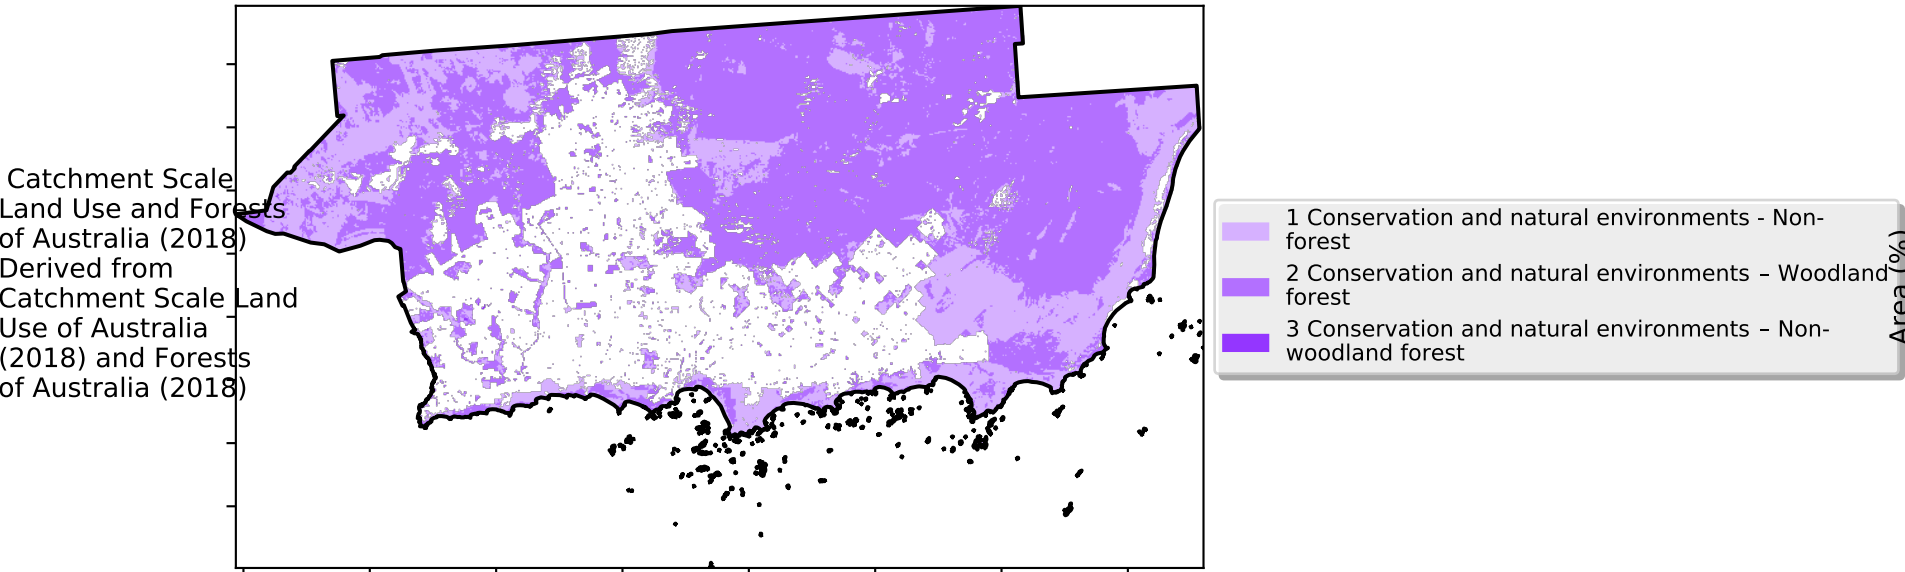 Catchment Scale
Land Use and Forests
of Australia (2018)
Derived from
Catchment Scale Land
Use of Australia
(2018) and Forests
of Australia (2018)
1 Conservation and natural environments - Non-
forest
2 Conservation and natural environments – Woodland
forest
3 Conservation and natural environments – Non-
woodland forest
Area (%)